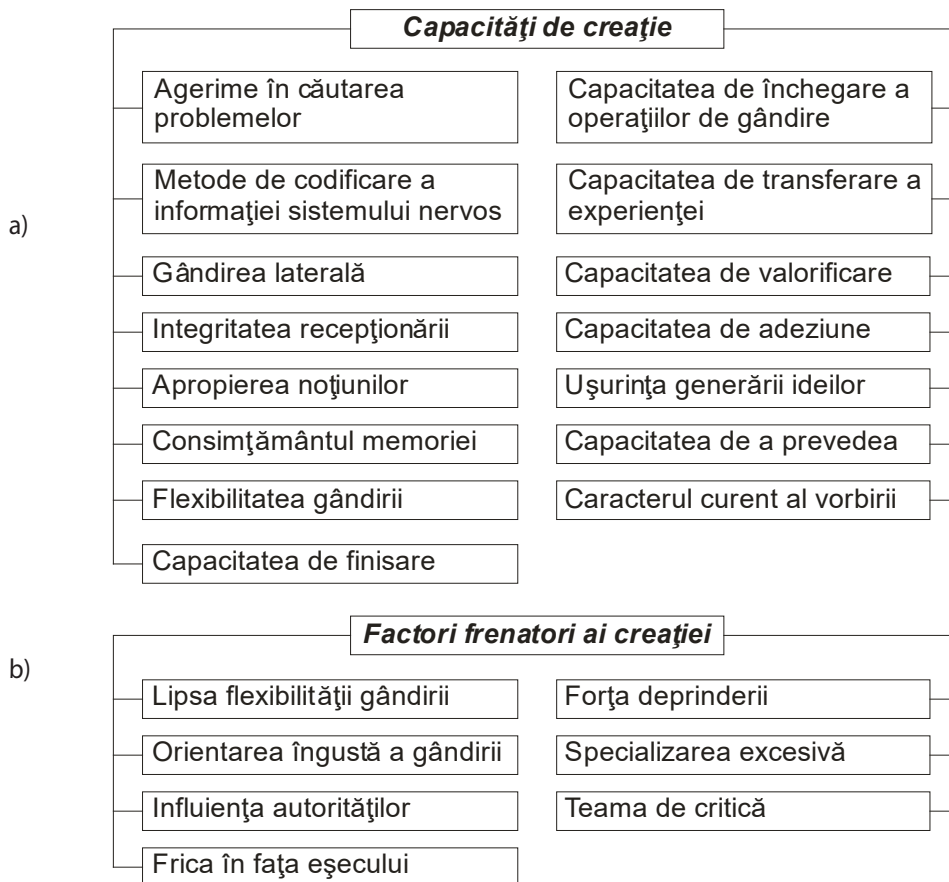 a)
Capacităţi de creaţie
Agerime în căutarea
problemelor
Metode de codificare a
informaţiei sistemului nervos
Gândirea laterală
Integritatea recepţionării
Apropierea noţiunilor
Consimţământul memoriei
Flexibilitatea gândirii
Capacitatea de finisare
Capacitatea de închegare a
operaţiilor de gândire
Capacitatea de transferare a
experienţei
Capacitatea de valorificare
Capacitatea de adeziune
Uşurinţa generării ideilor
Capacitatea de a prevedea
Caracterul curent al vorbirii
b)
Factori frenatori ai creaţiei
Lipsa flexibilităţii gândirii
Orientarea îngustă a gândirii
Influienţa autorităţilor
Frica în faţa eşecului
Forţa deprinderii
Specializarea excesivă
Teama de critică